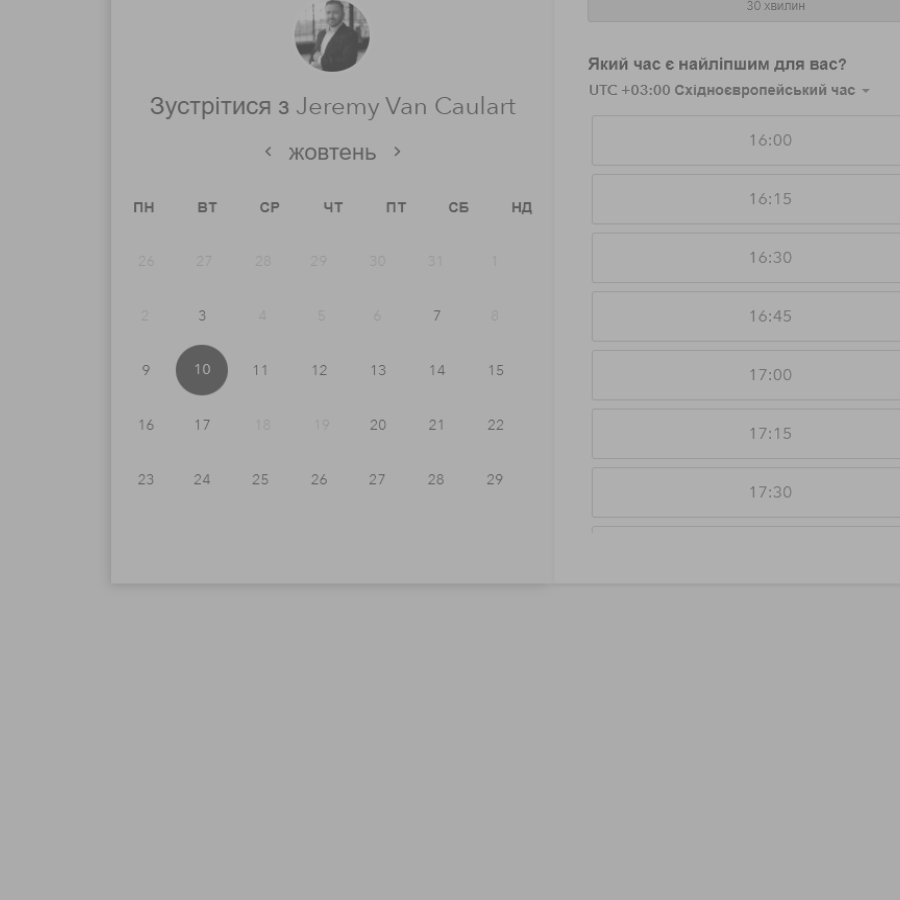 Зустрітися з Jeremy Van Caulart
жовтень
ПН ВТ СР ЧТ ПТ СБ НД
26 27 28 29 30 31 1
2 3 4 5 6 7 8
9 10 11 12 13 14 15
16 17 18 19 20 21 22
23 24 25 26 27 28 29
30 хвилин
Який час є найліпшим для вас?
UTC +03:00 Східноєвропейський час
16:00
16:15
16:30
16:45
17:00
17:15
17:30